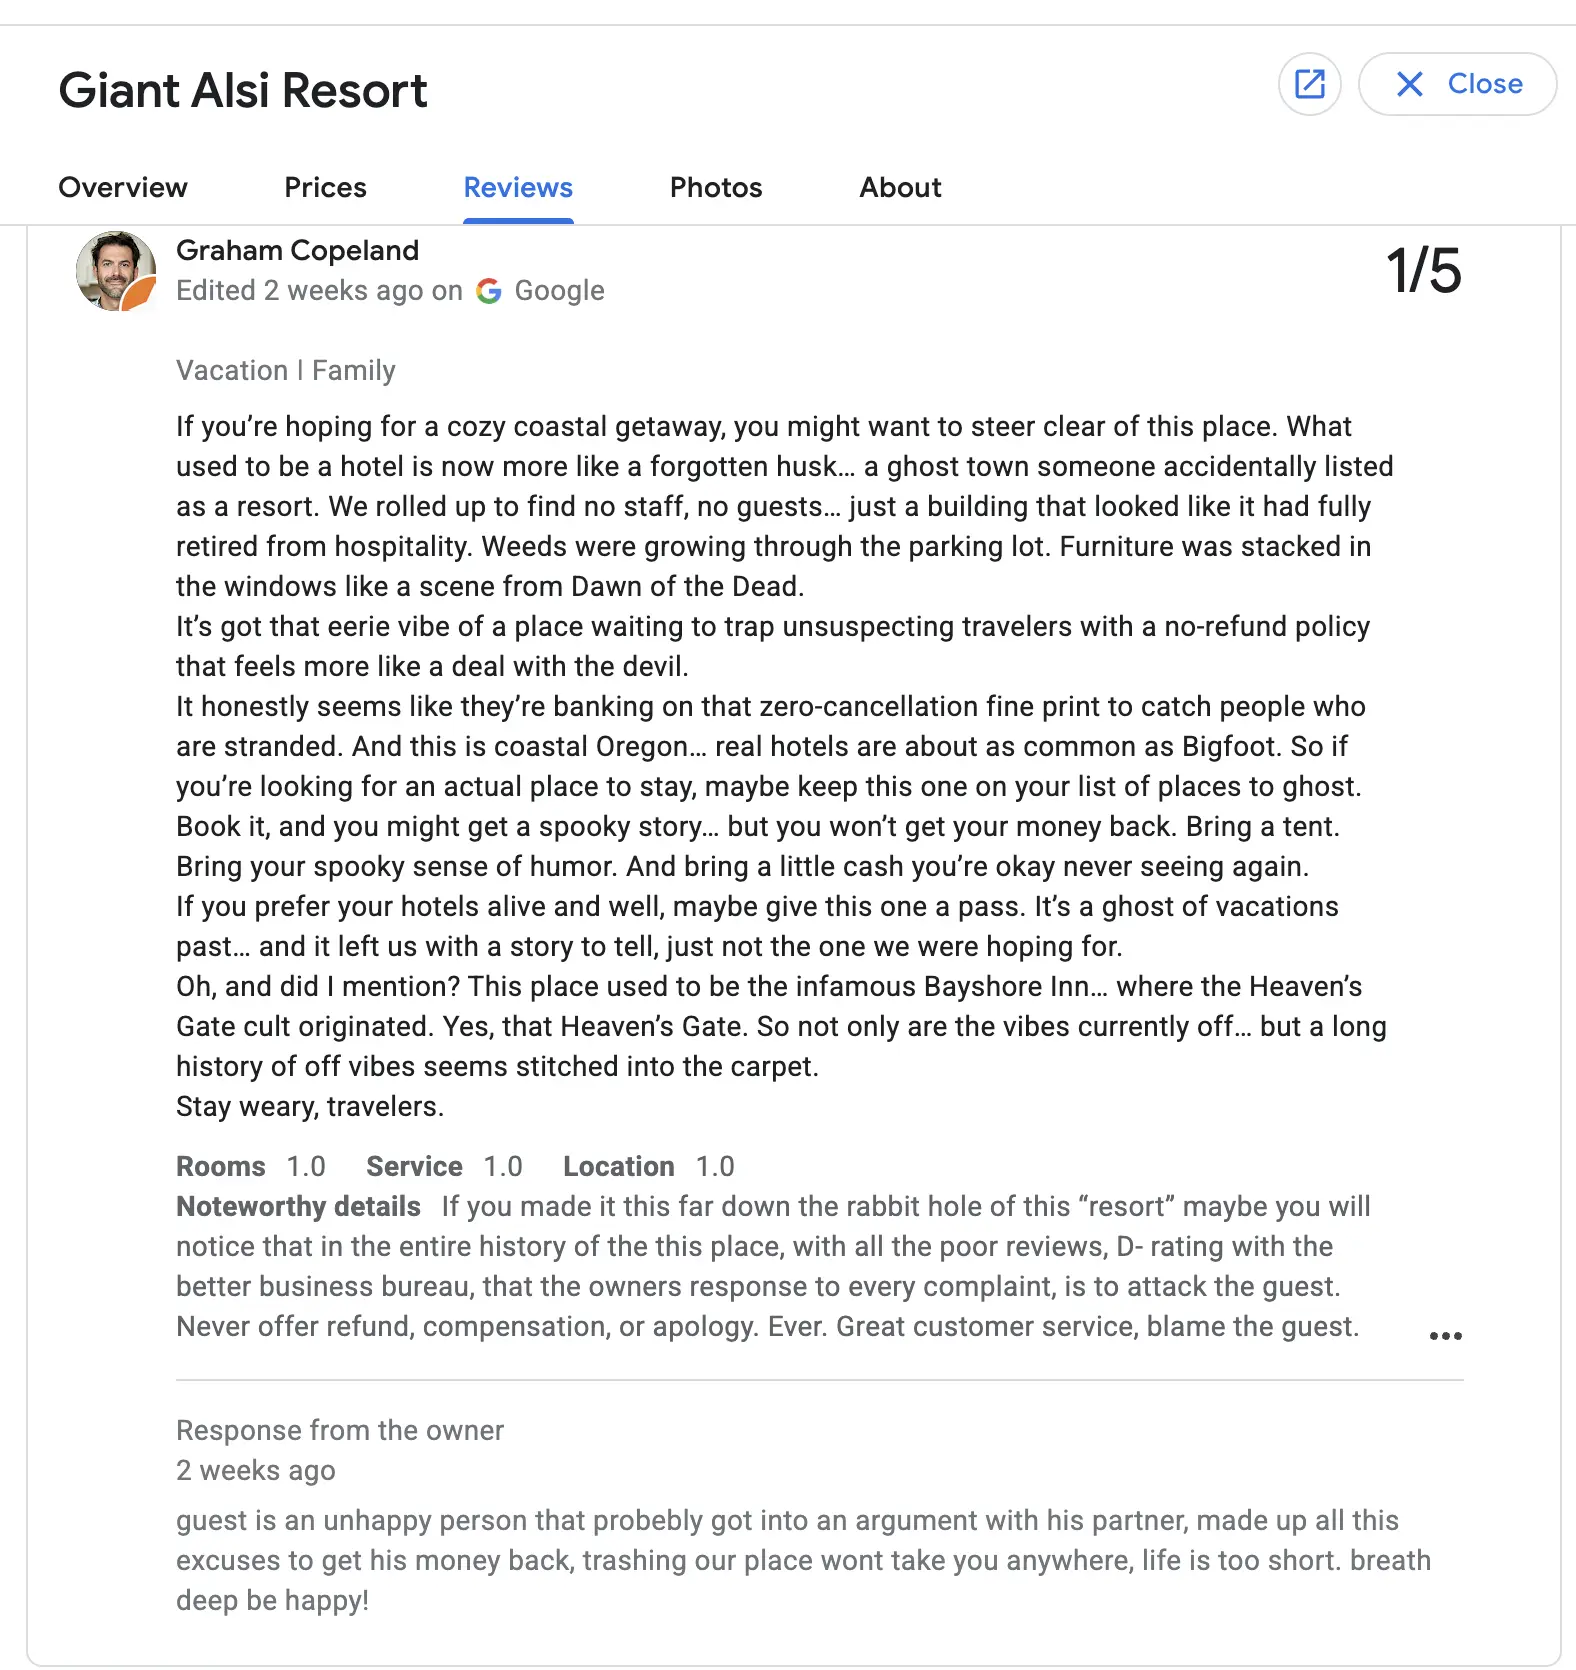 Giant Alsi Resort
Close
Overview
Prices
Reviews
Photos
About
Graham Copeland
Edited 2 weeks ago on G Google
1/5
Vacation | Family
If you’re hoping for a cozy coastal getaway, you might want to steer clear of this place. What
used to be a hotel is now more like a forgotten husk… a ghost town someone accidentally listed
as a resort. We rolled up to find no staff, no guests… just a building that looked like it had fully
retired from hospitality. Weeds were growing through the parking lot. Furniture was stacked in
the windows like a scene from Dawn of the Dead.
It’s got that eerie vibe of a place waiting to trap unsuspecting travelers with a no-refund policy
that feels more like a deal with the devil.
It honestly seems like they’re banking on that zero-cancellation fine print to catch people who
are stranded. And this is coastal Oregon… real hotels are about as common as Bigfoot. So if
you’re looking for an actual place to stay, maybe keep this one on your list of places to ghost.
Book it, and you might get a spooky story… but you won’t get your money back. Bring a tent.
Bring your spooky sense of humor. And bring a little cash you’re okay never seeing again.
If you prefer your hotels alive and well, maybe give this one a pass. It’s a ghost of vacations
past… and it left us with a story to tell, just not the one we were hoping for.
Oh, and did I mention? This place used to be the infamous Bayshore Inn… where the Heaven’s
Gate cult originated. Yes, that Heaven’s Gate. So not only are the vibes currently off… but a long
history of off vibes seems stitched into the carpet.
Stay weary, travelers.
Rooms 1.0 Service 1.0 Location 1.0
Noteworthy details If you made it this far down the rabbit hole of this “resort” maybe you will
notice that in the entire history of the this place, with all the poor reviews, D- rating with the
better business bureau, that the owners response to every complaint, is to attack the guest.
Never offer refund, compensation, or apology. Ever. Great customer service, blame the guest.
Response from the owner
2 weeks ago
guest is an unhappy person that probebly got into an argument with his partner, made up all this
excuses to get his money back, trashing our place wont take you anywhere, life is too short. breath
deep be happy!